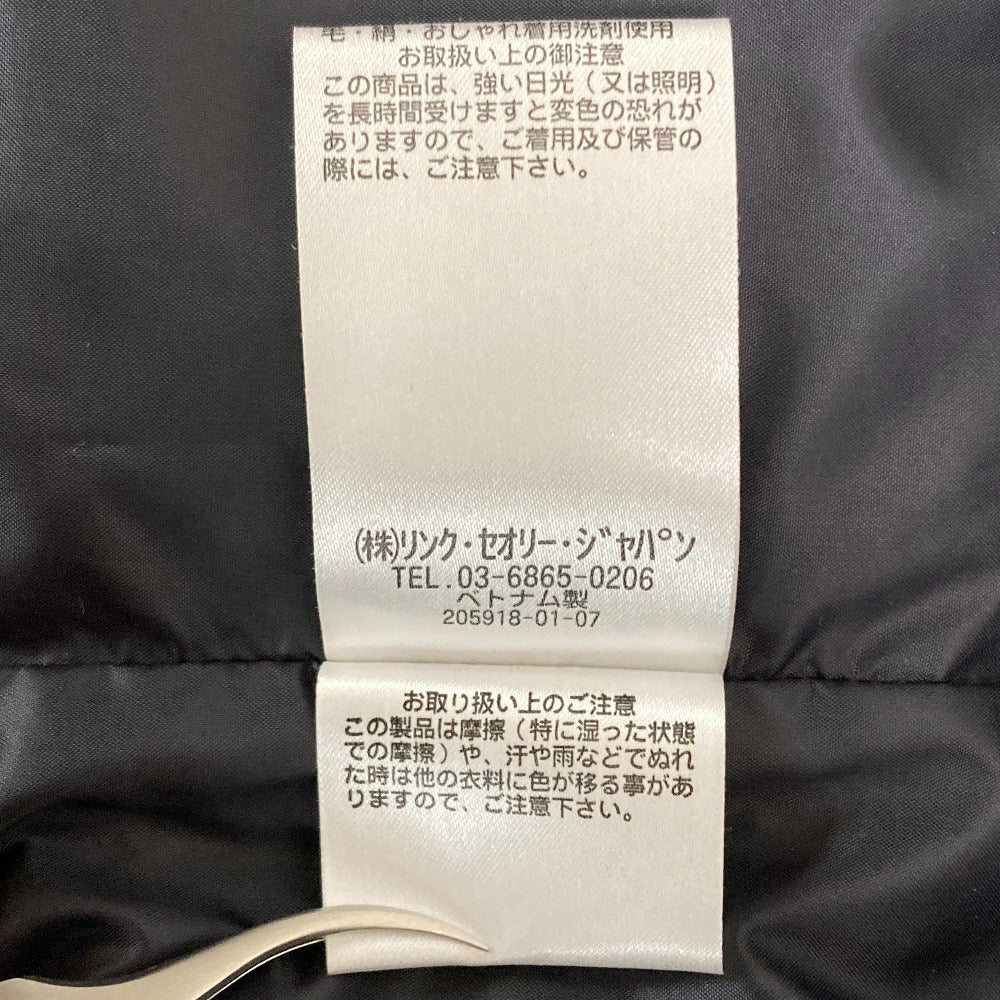 毛・絹・おしゃれ着用洗剤使用
お取扱い上の御注意
この商品は、強い日光（又は照明）
を長時間受けますと変色の恐れが
ありますので、ご着用及び保管の
際には、ご注意下さい。
(株)リンク・セオリー・ジャパン
TEL.03-6865-0206
ベトナム製
205918-01-07
お取り扱い上のご注意
この製品は摩擦（特に湿った状態
での摩擦）や、汗や雨などでぬれ
た時は他の衣料に色が移る事があ
りますので、ご注意下さい。